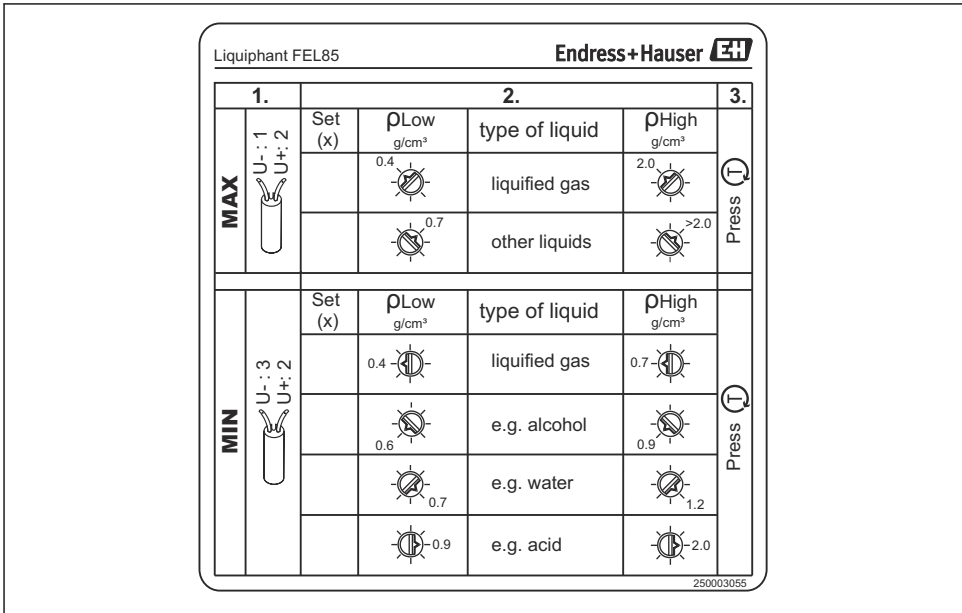 Liquiphant FEL85
Endress+Hauser EH
1. 2. 3.
MAX
U- : 1
U+: 2
Set (x) ρLow g/cm³ type of liquid ρHigh g/cm³
0.4 liquified gas 2.0
0.7 other liquids >2.0
Press T
MIN
U- : 3
U+: 2
Set (x) ρLow g/cm³ type of liquid ρHigh g/cm³
0.4 liquified gas 0.7
0.6 e.g. alcohol 0.9
0.7 e.g. water 1.2
0.9 e.g. acid 2.0
Press T
250003055